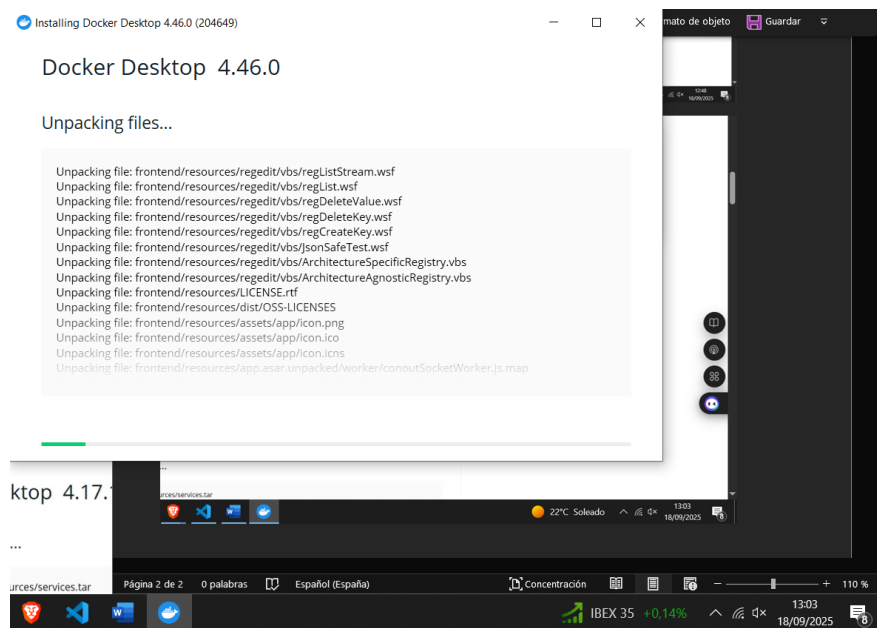 Installing Docker Desktop 4.46.0 (204649)
mato de objeto
Guardar
Docker Desktop 4.46.0
Unpacking files...
Unpacking file: frontend/resources/regedit/vbs/regListStream.wsf
Unpacking file: frontend/resources/regedit/vbs/regList.wsf
Unpacking file: frontend/resources/regedit/vbs/regDeleteValue.wsf
Unpacking file: frontend/resources/regedit/vbs/regDeleteKey.wsf
Unpacking file: frontend/resources/regedit/vbs/regCreateKey.wsf
Unpacking file: frontend/resources/regedit/vbs/JsonSafeTest.wsf
Unpacking file: frontend/resources/regedit/vbs/ArchitectureSpecificRegistry.vbs
Unpacking file: frontend/resources/regedit/vbs/ArchitectureAgnosticRegistry.vbs
Unpacking file: frontend/resources/LICENSE.rtf
Unpacking file: frontend/resources/dist/OSS-LICENSES
Unpacking file: frontend/resources/assets/app/icon.png
Unpacking file: frontend/resources/assets/app/icon.ico
Unpacking file: frontend/resources/assets/app/icon.icns
Unpacking file: frontend/resources/app.asar.unpacked/worker/conoutSocketWorker.js.map
12:48
18/09/2025
...
urces/services.tar
22°C Soleado
13:03
18/09/2025
8
ktop 4.17.
...
urces/services.tar
Página 2 de 2
0 palabras
Español (España)
Concentración
110 %
IBEX 35 +0,14%
13:03
18/09/2025
8